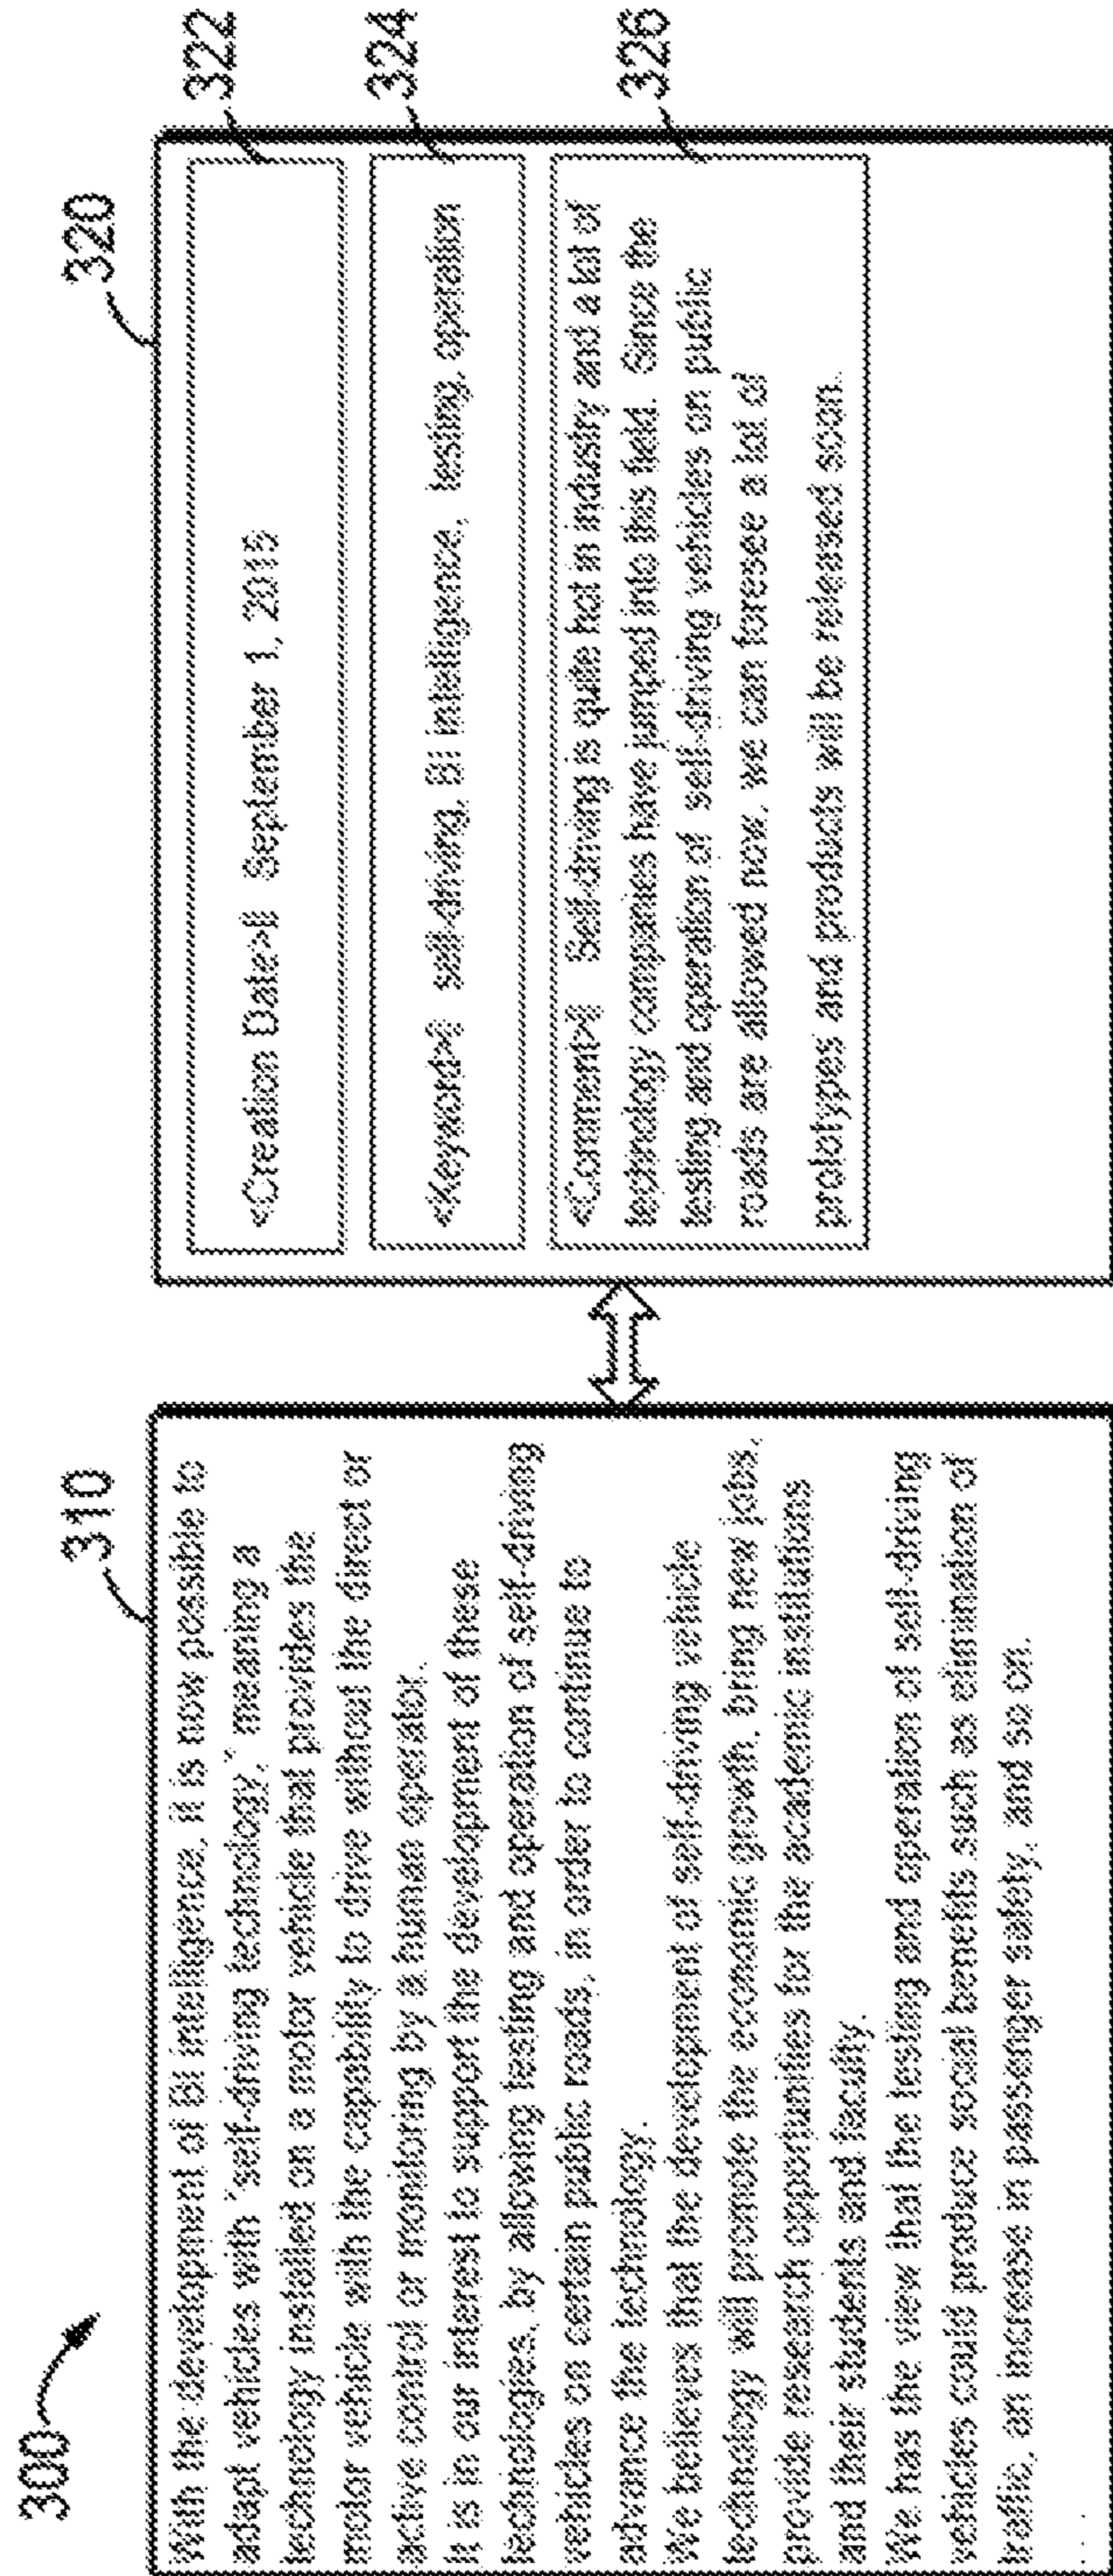 300
310
With the development of BI intelligence, it is now possible to
adapt vehicles with "self-driving technology," meaning a
technology installed on a motor vehicle that provides the
motor vehicle with the capability to drive without the direct or
active control or monitoring by a human operator.
It is in our interest to support the development of these
technologies, by allowing testing and operation of self-driving
vehicles on certain public roads, in order to continue to
advance the technology.
We believes that the development of self-driving vehicle
technology will promote the economic growth, bring new jobs,
provide research opportunities for the academic institutions
and their students and faculty.
We has the view that the testing and operation of self-driving
vehicles could produce social benefits such as elimination of
traffic, an increase in passenger safety, and so on.
...
320
<Creation Date>|| September 1, 2015
322
<Keyword>|| self-driving, BI intelligence, testing, operation
324
<Comment>|| Self-driving is quite hot in industry and a lot of
technology companies have jumped into this field. Since the
testing and operation of self-driving vehicles on public
roads are allowed now, we can foresee a lot of
prototypes and products will be released soon.
326